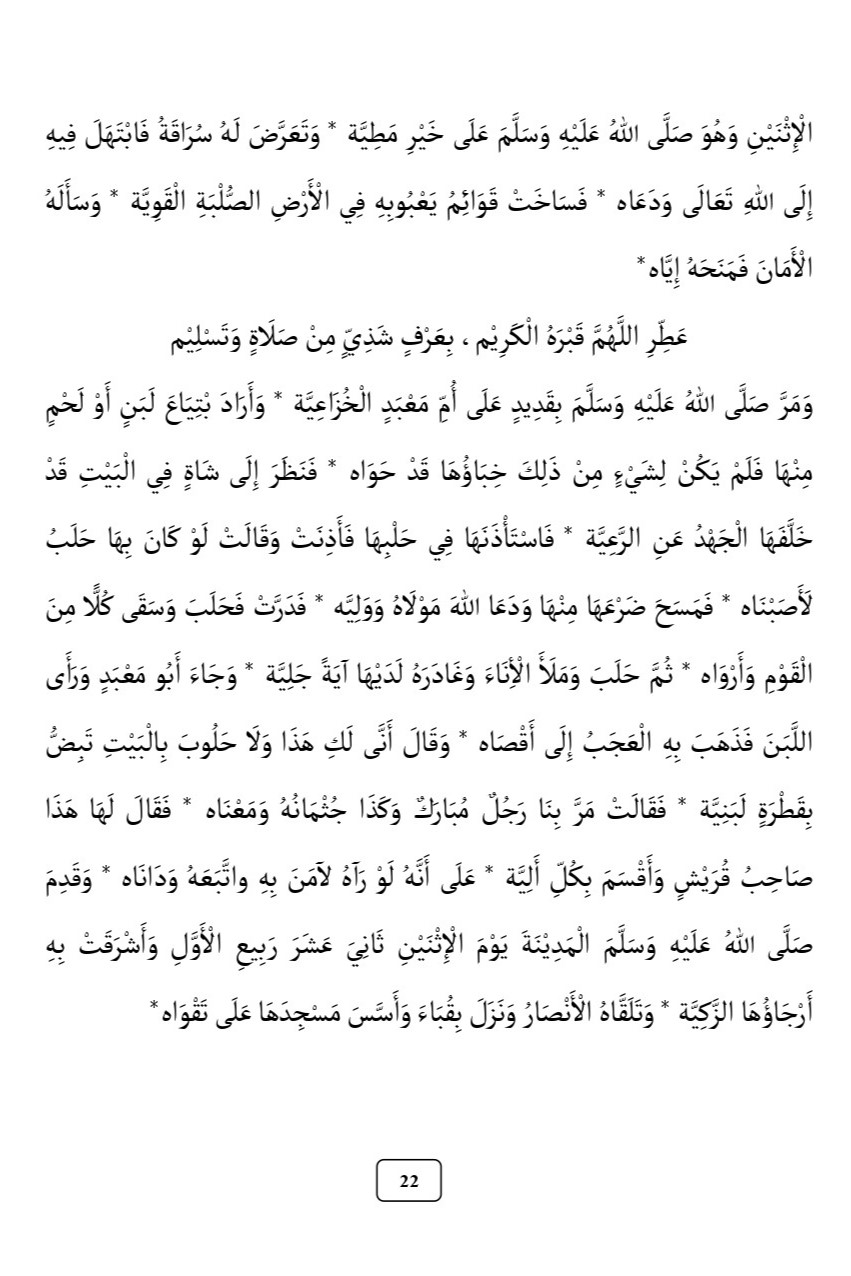 الْإِثْنَيْنِ وَهُوَ صَلَّى اللهُ عَلَيْهِ وَسَلَّمَ عَلَى خَيْرِ مَطِيَّة * وَتَعَرَّضَ لَهُ سُرَاقَةُ فَابْتَهَلَ فِيهِ
إِلَى اللهِ تَعَالَى وَدَعَاه * فَسَاخَتْ قَوَائِمُ يَعْبُوبِهِ فِي الْأَرْضِ الصُّلْبَةِ الْقَوِيَّة * وَسَأَلَهُ
الْأَمَانَ فَمَنَحَهُ إِيَّاه*
عَطِّرِ اللَّهُمَّ قَبْرَهُ الْكَرِيْم ، بِعَرْفٍ شَذِيٍّ مِنْ صَلَاةٍ وَتَسْلِيْم
وَمَرَّ صَلَّى اللهُ عَلَيْهِ وَسَلَّمَ بِقَدِيدٍ عَلَى أُمِّ مَعْبَدٍ الْخُزَاعِيَّة * وَأَرَادَ بْتِيَاعَ لَبَنٍ أَوْ لَحْمٍ
مِنْهَا فَلَمْ يَكُنْ لِشَيْءٍ مِنْ ذَلِكَ خِبَاؤُهَا قَدْ حَوَاه * فَنَظَرَ إِلَى شَاةٍ فِي الْبَيْتِ قَدْ
خَلَّفَهَا الْجَهْدُ عَنِ الرَّعِيَّة * فَاسْتَأْذَنَهَا فِي حَلْبِهَا فَأَذِنَتْ وَقَالَتْ لَوْ كَانَ بِهَا حَلَبُ
لَأَصَبْنَاه * فَمَسَحَ ضَرْعَهَا مِنْهَا وَدَعَا اللهَ مَوْلَاهُ وَوَلِيَّه * فَدَرَّتْ فَحَلَبَ وَسَقَى كُلًّا مِنَ
الْقَوْمِ وَأَرْوَاه * ثُمَّ حَلَبَ وَمَلَأَ الْأِنَاءَ وَغَادَرَهُ لَدَيْهَا آيَةً جَلِيَّة * وَجَاءَ أَبُو مَعْبَدٍ وَرَأَى
اللَّبَنَ فَذَهَبَ بِهِ الْعَجَبُ إِلَى أَقْصَاه * وَقَالَ أَنَّى لَكِ هَذَا وَلَا حَلُوبَ بِالْبَيْتِ تَبِضُّ
بِقَطْرَةٍ لَبَنِيَّة * فَقَالَتْ مَرَّ بِنَا رَجُلٌ مُبَارَكٌ وَكَذَا جُثْمَانُهُ وَمَعْنَاه * فَقَالَ لَهَا هَذَا
صَاحِبُ قُرَيْشٍ وَأَقْسَمَ بِكُلِّ أَلِيَّة * عَلَى أَنَّهُ لَوْ رَآهُ لآمَنَ بِهِ واتَّبَعَهُ وَدَانَاه * وَقَدِمَ
صَلَّى اللهُ عَلَيْهِ وَسَلَّمَ الْمَدِيْنَةَ يَوْمَ الْإِثْنَيْنِ ثَانِيَ عَشَرَ رَبِيعِ الْأَوَّلِ وَأَشْرَقَتْ بِهِ
أَرْجَاؤُهَا الزَّكِيَّة * وَتَلَقَّاهُ الْأَنْصَارُ وَنَزَلَ بِقُبَاءَ وَأَسَّسَ مَسْجِدَهَا عَلَى تَقْوَاه*
22